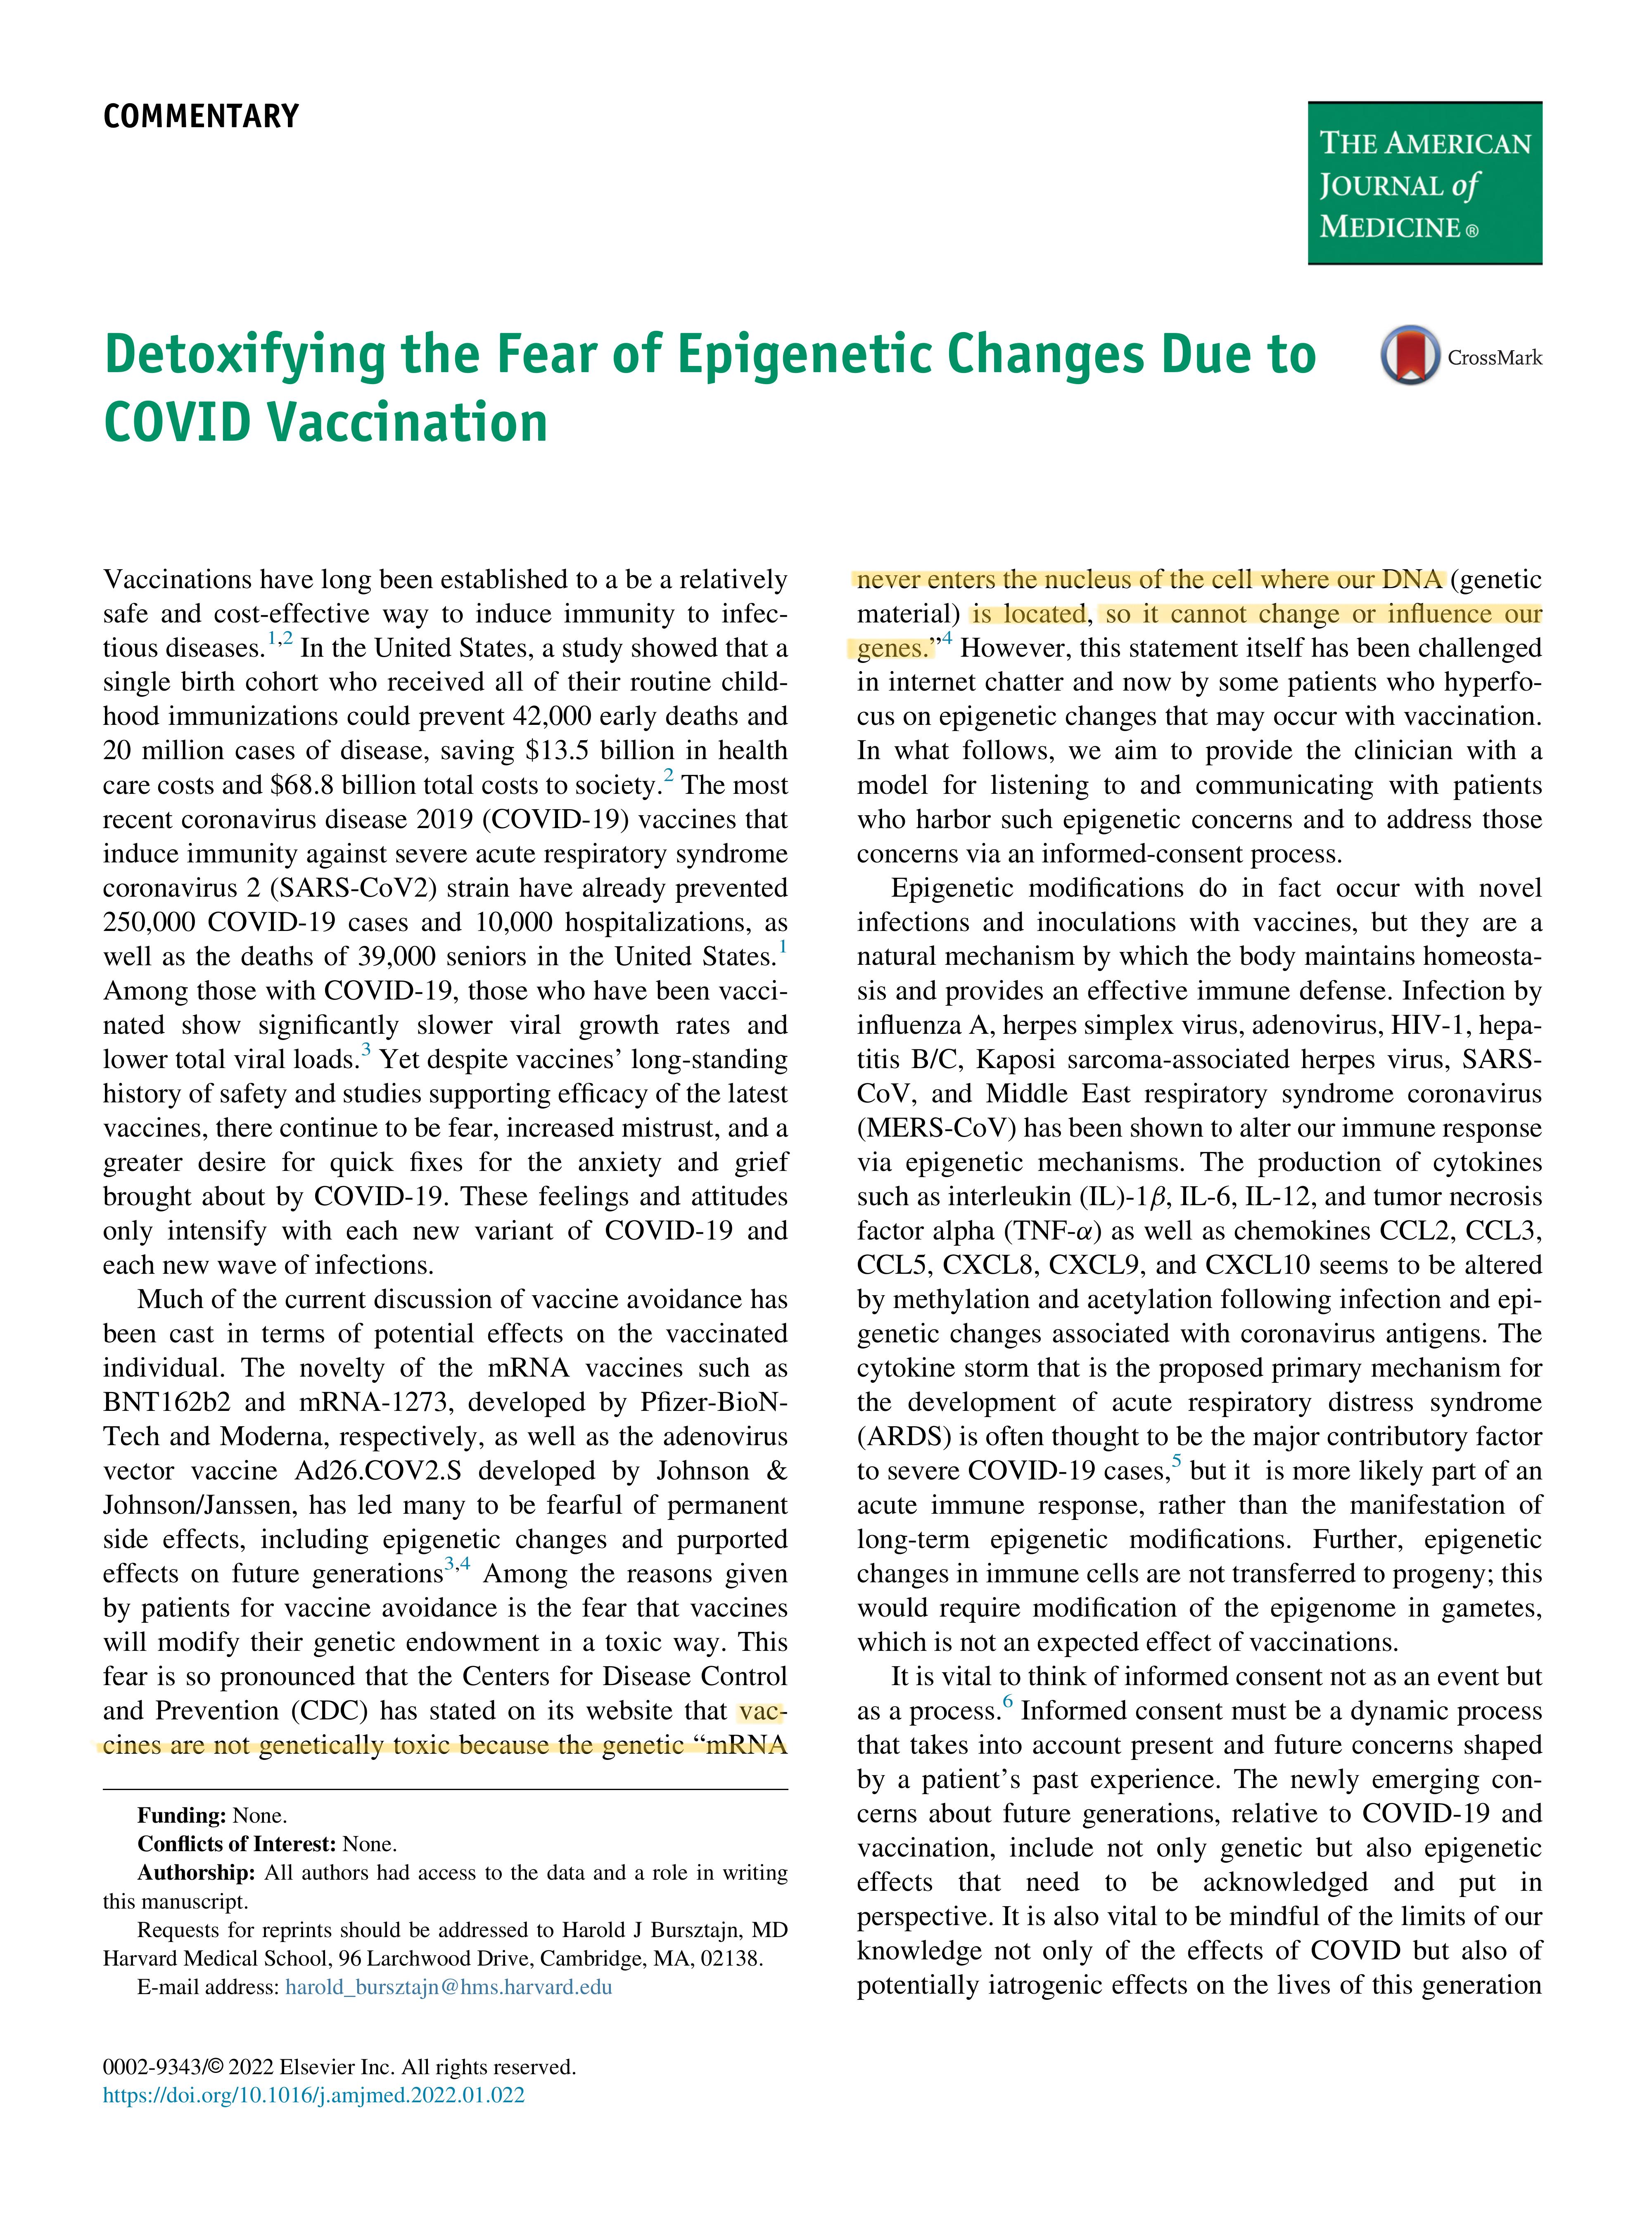 COMMENTARY
THE AMERICAN
JOURNAL of
MEDICINE ®
Detoxifying the Fear of Epigenetic Changes Due to
COVID Vaccination
CrossMark
Vaccinations have long been established to a be a relatively
safe and cost-effective way to induce immunity to infec-
tious diseases.1,2 In the United States, a study showed that a
single birth cohort who received all of their routine child-
hood immunizations could prevent 42,000 early deaths and
20 million cases of disease, saving $13.5 billion in health
care costs and $68.8 billion total costs to society.2 The most
recent coronavirus disease 2019 (COVID-19) vaccines that
induce immunity against severe acute respiratory syndrome
coronavirus 2 (SARS-CoV2) strain have already prevented
250,000 COVID-19 cases and 10,000 hospitalizations, as
well as the deaths of 39,000 seniors in the United States.1
Among those with COVID-19, those who have been vacci-
nated show significantly slower viral growth rates and
lower total viral loads.3 Yet despite vaccines’ long-standing
history of safety and studies supporting efficacy of the latest
vaccines, there continue to be fear, increased mistrust, and a
greater desire for quick fixes for the anxiety and grief
brought about by COVID-19. These feelings and attitudes
only intensify with each new variant of COVID-19 and
each new wave of infections.
Much of the current discussion of vaccine avoidance has
been cast in terms of potential effects on the vaccinated
individual. The novelty of the mRNA vaccines such as
BNT162b2 and mRNA-1273, developed by Pfizer-BioN-
Tech and Moderna, respectively, as well as the adenovirus
vector vaccine Ad26.COV2.S developed by Johnson &
Johnson/Janssen, has led many to be fearful of permanent
side effects, including epigenetic changes and purported
effects on future generations3,4 Among the reasons given
by patients for vaccine avoidance is the fear that vaccines
will modify their genetic endowment in a toxic way. This
fear is so pronounced that the Centers for Disease Control
and Prevention (CDC) has stated on its website that vac-
cines are not genetically toxic because the genetic “mRNA
Funding: None.
Conflicts of Interest: None.
Authorship: All authors had access to the data and a role in writing
this manuscript.
Requests for reprints should be addressed to Harold J Bursztajn, MD
Harvard Medical School, 96 Larchwood Drive, Cambridge, MA, 02138.
E-mail address: harold_bursztajn@hms.harvard.edu
never enters the nucleus of the cell where our DNA (genetic
material) is located, so it cannot change or influence our
genes.”4 However, this statement itself has been challenged
in internet chatter and now by some patients who hyperfo-
cus on epigenetic changes that may occur with vaccination.
In what follows, we aim to provide the clinician with a
model for listening to and communicating with patients
who harbor such epigenetic concerns and to address those
concerns via an informed-consent process.
Epigenetic modifications do in fact occur with novel
infections and inoculations with vaccines, but they are a
natural mechanism by which the body maintains homeosta-
sis and provides an effective immune defense. Infection by
influenza A, herpes simplex virus, adenovirus, HIV-1, hepa-
titis B/C, Kaposi sarcoma-associated herpes virus, SARS-
CoV, and Middle East respiratory syndrome coronavirus
(MERS-CoV) has been shown to alter our immune response
via epigenetic mechanisms. The production of cytokines
such as interleukin (IL)-1β, IL-6, IL-12, and tumor necrosis
factor alpha (TNF-α) as well as chemokines CCL2, CCL3,
CCL5, CXCL8, CXCL9, and CXCL10 seems to be altered
by methylation and acetylation following infection and epi-
genetic changes associated with coronavirus antigens. The
cytokine storm that is the proposed primary mechanism for
the development of acute respiratory distress syndrome
(ARDS) is often thought to be the major contributory factor
to severe COVID-19 cases,5 but it is more likely part of an
acute immune response, rather than the manifestation of
long-term epigenetic modifications. Further, epigenetic
changes in immune cells are not transferred to progeny; this
would require modification of the epigenome in gametes,
which is not an expected effect of vaccinations.
It is vital to think of informed consent not as an event but
as a process.6 Informed consent must be a dynamic process
that takes into account present and future concerns shaped
by a patient’s past experience. The newly emerging con-
cerns about future generations, relative to COVID-19 and
vaccination, include not only genetic but also epigenetic
effects that need to be acknowledged and put in
perspective. It is also vital to be mindful of the limits of our
knowledge not only of the effects of COVID but also of
potentially iatrogenic effects on the lives of this generation
0002-9343/© 2022 Elsevier Inc. All rights reserved.
https://doi.org/10.1016/j.amjmed.2022.01.022